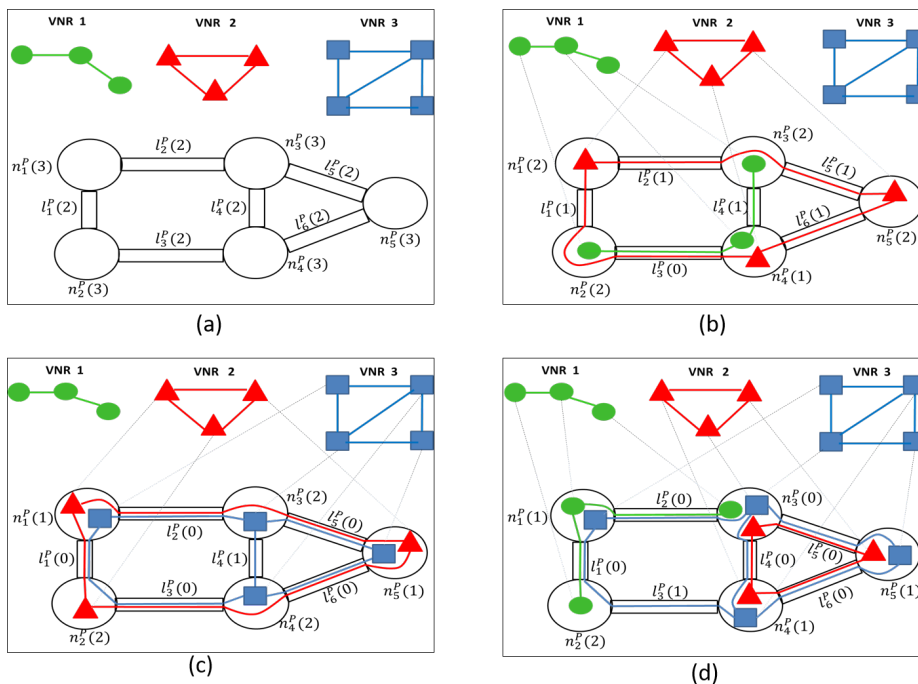 VNR 1 VNR 2 VNR 3
n_1^P(3) l_2^P(2) n_3^P(3)
l_1^P(2) l_4^P(2) l_5^P(2)
l_3^P(2) l_6^P(2) n_5^P(3)
n_2^P(3) n_4^P(3)
(a)
VNR 1 VNR 2 VNR 3
n_1^P(2) l_2^P(1) n_3^P(2)
l_1^P(1) l_4^P(1) l_5^P(1)
l_3^P(0) l_6^P(1) n_5^P(2)
n_2^P(2) n_4^P(1)
(b)
VNR 1 VNR 2 VNR 3
n_1^P(1) l_2^P(0) n_3^P(2)
l_1^P(0) l_4^P(1) l_5^P(0)
l_3^P(0) l_6^P(0) n_5^P(1)
n_2^P(2) n_4^P(2)
(c)
VNR 1 VNR 2 VNR 3
n_1^P(1) l_2^P(0) n_3^P(0)
l_1^P(0) l_4^P(0) l_5^P(0)
l_3^P(1) l_6^P(0) n_5^P(1)
n_2^P(2) n_4^P(1)
(d)